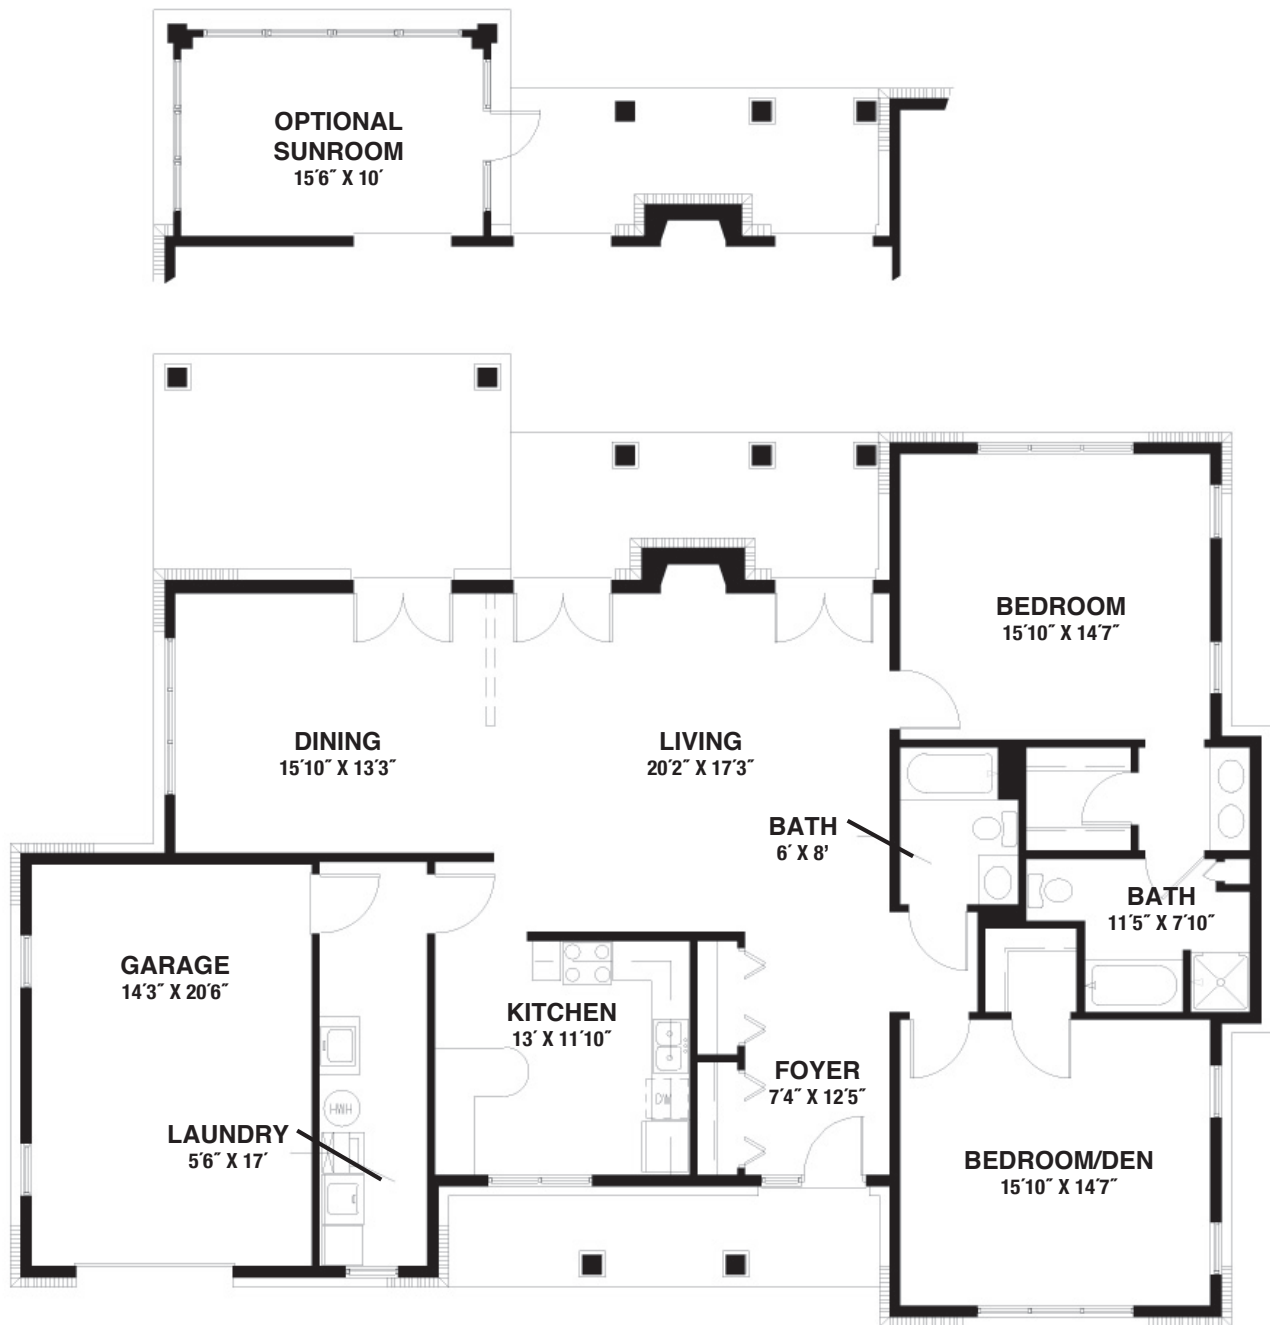 OPTIONAL
SUNROOM
15′6″ X 10′
BEDROOM
15′10″ X 14′7″
DINING
15′10″ X 13′3″
LIVING
20′2″ X 17′3″
BATH
6′ X 8'
BATH
11′5″ X 7′10″
GARAGE
14′3″ X 20′6″
KITCHEN
13′ X 11′10″
FOYER
7′4″ X 12′5″
DW
HWH
LAUNDRY
5′6″ X 17′
BEDROOM/DEN
15′10″ X 14′7″